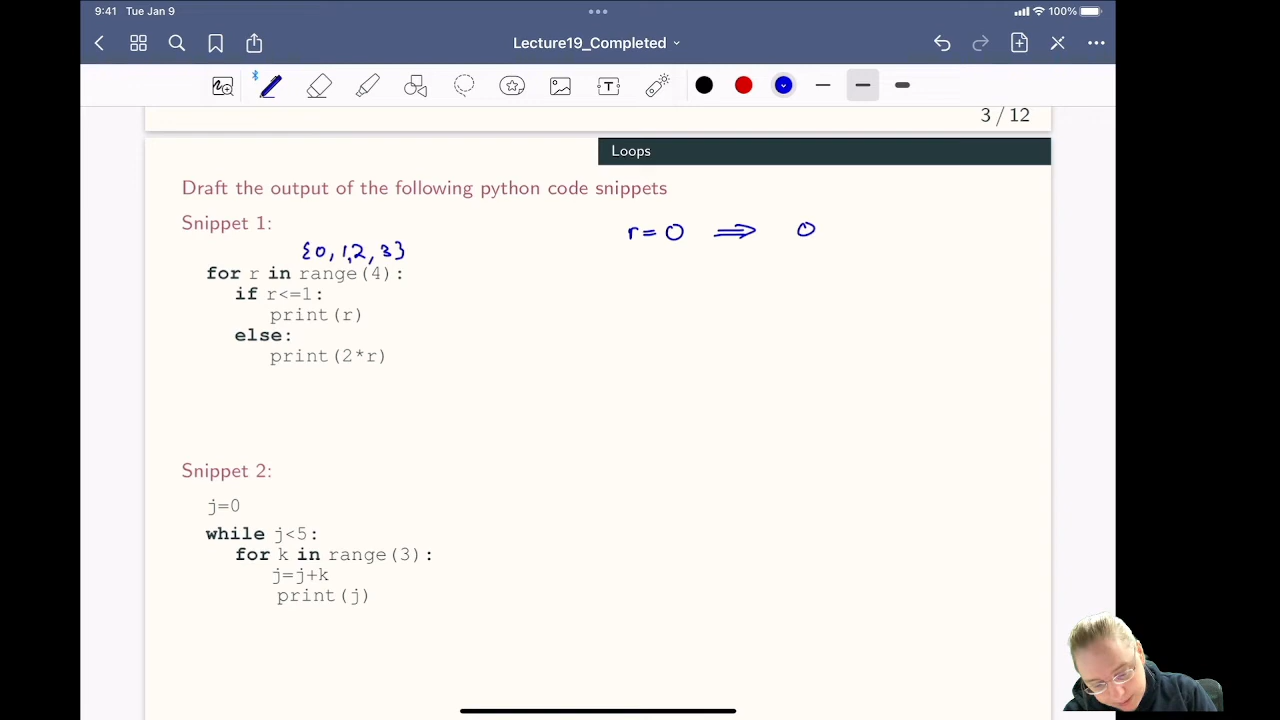 9:41 Tue Jan 9 100%
Lecture19_Completed
T
3 / 12
Loops
Draft the output of the following python code snippets
Snippet 1:
r = 0 ⇒ 0
{0, 1, 2, 3}
for r in range(4):
if r<=1:
print(r)
else:
print(2*r)
Snippet 2:
j=0
while j<5:
for k in range(3):
j=j+k
print(j)